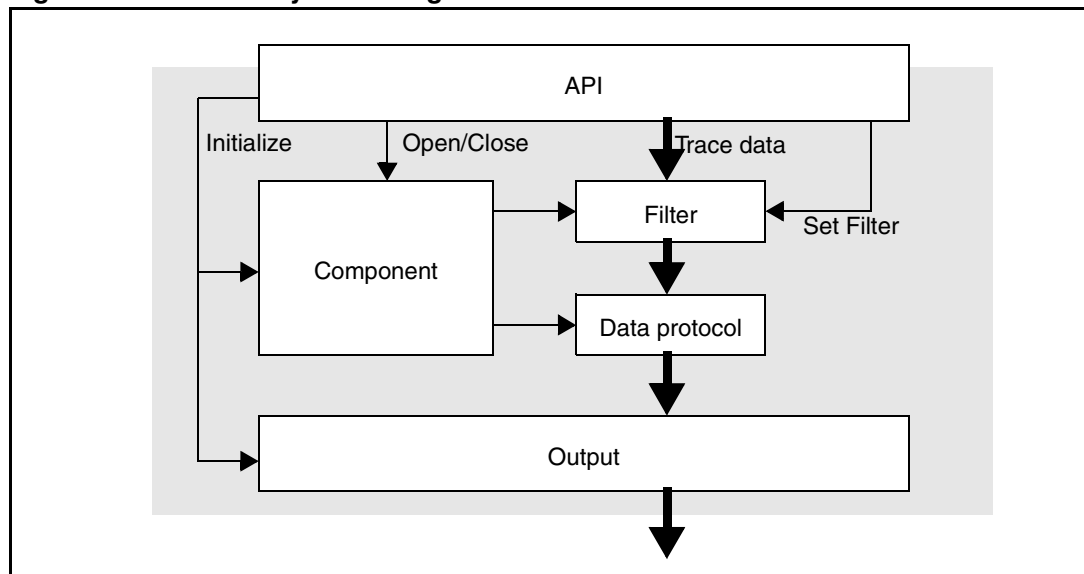 API
Initialize
Open/Close
Trace data
Filter
Set Filter
Component
Data protocol
Output